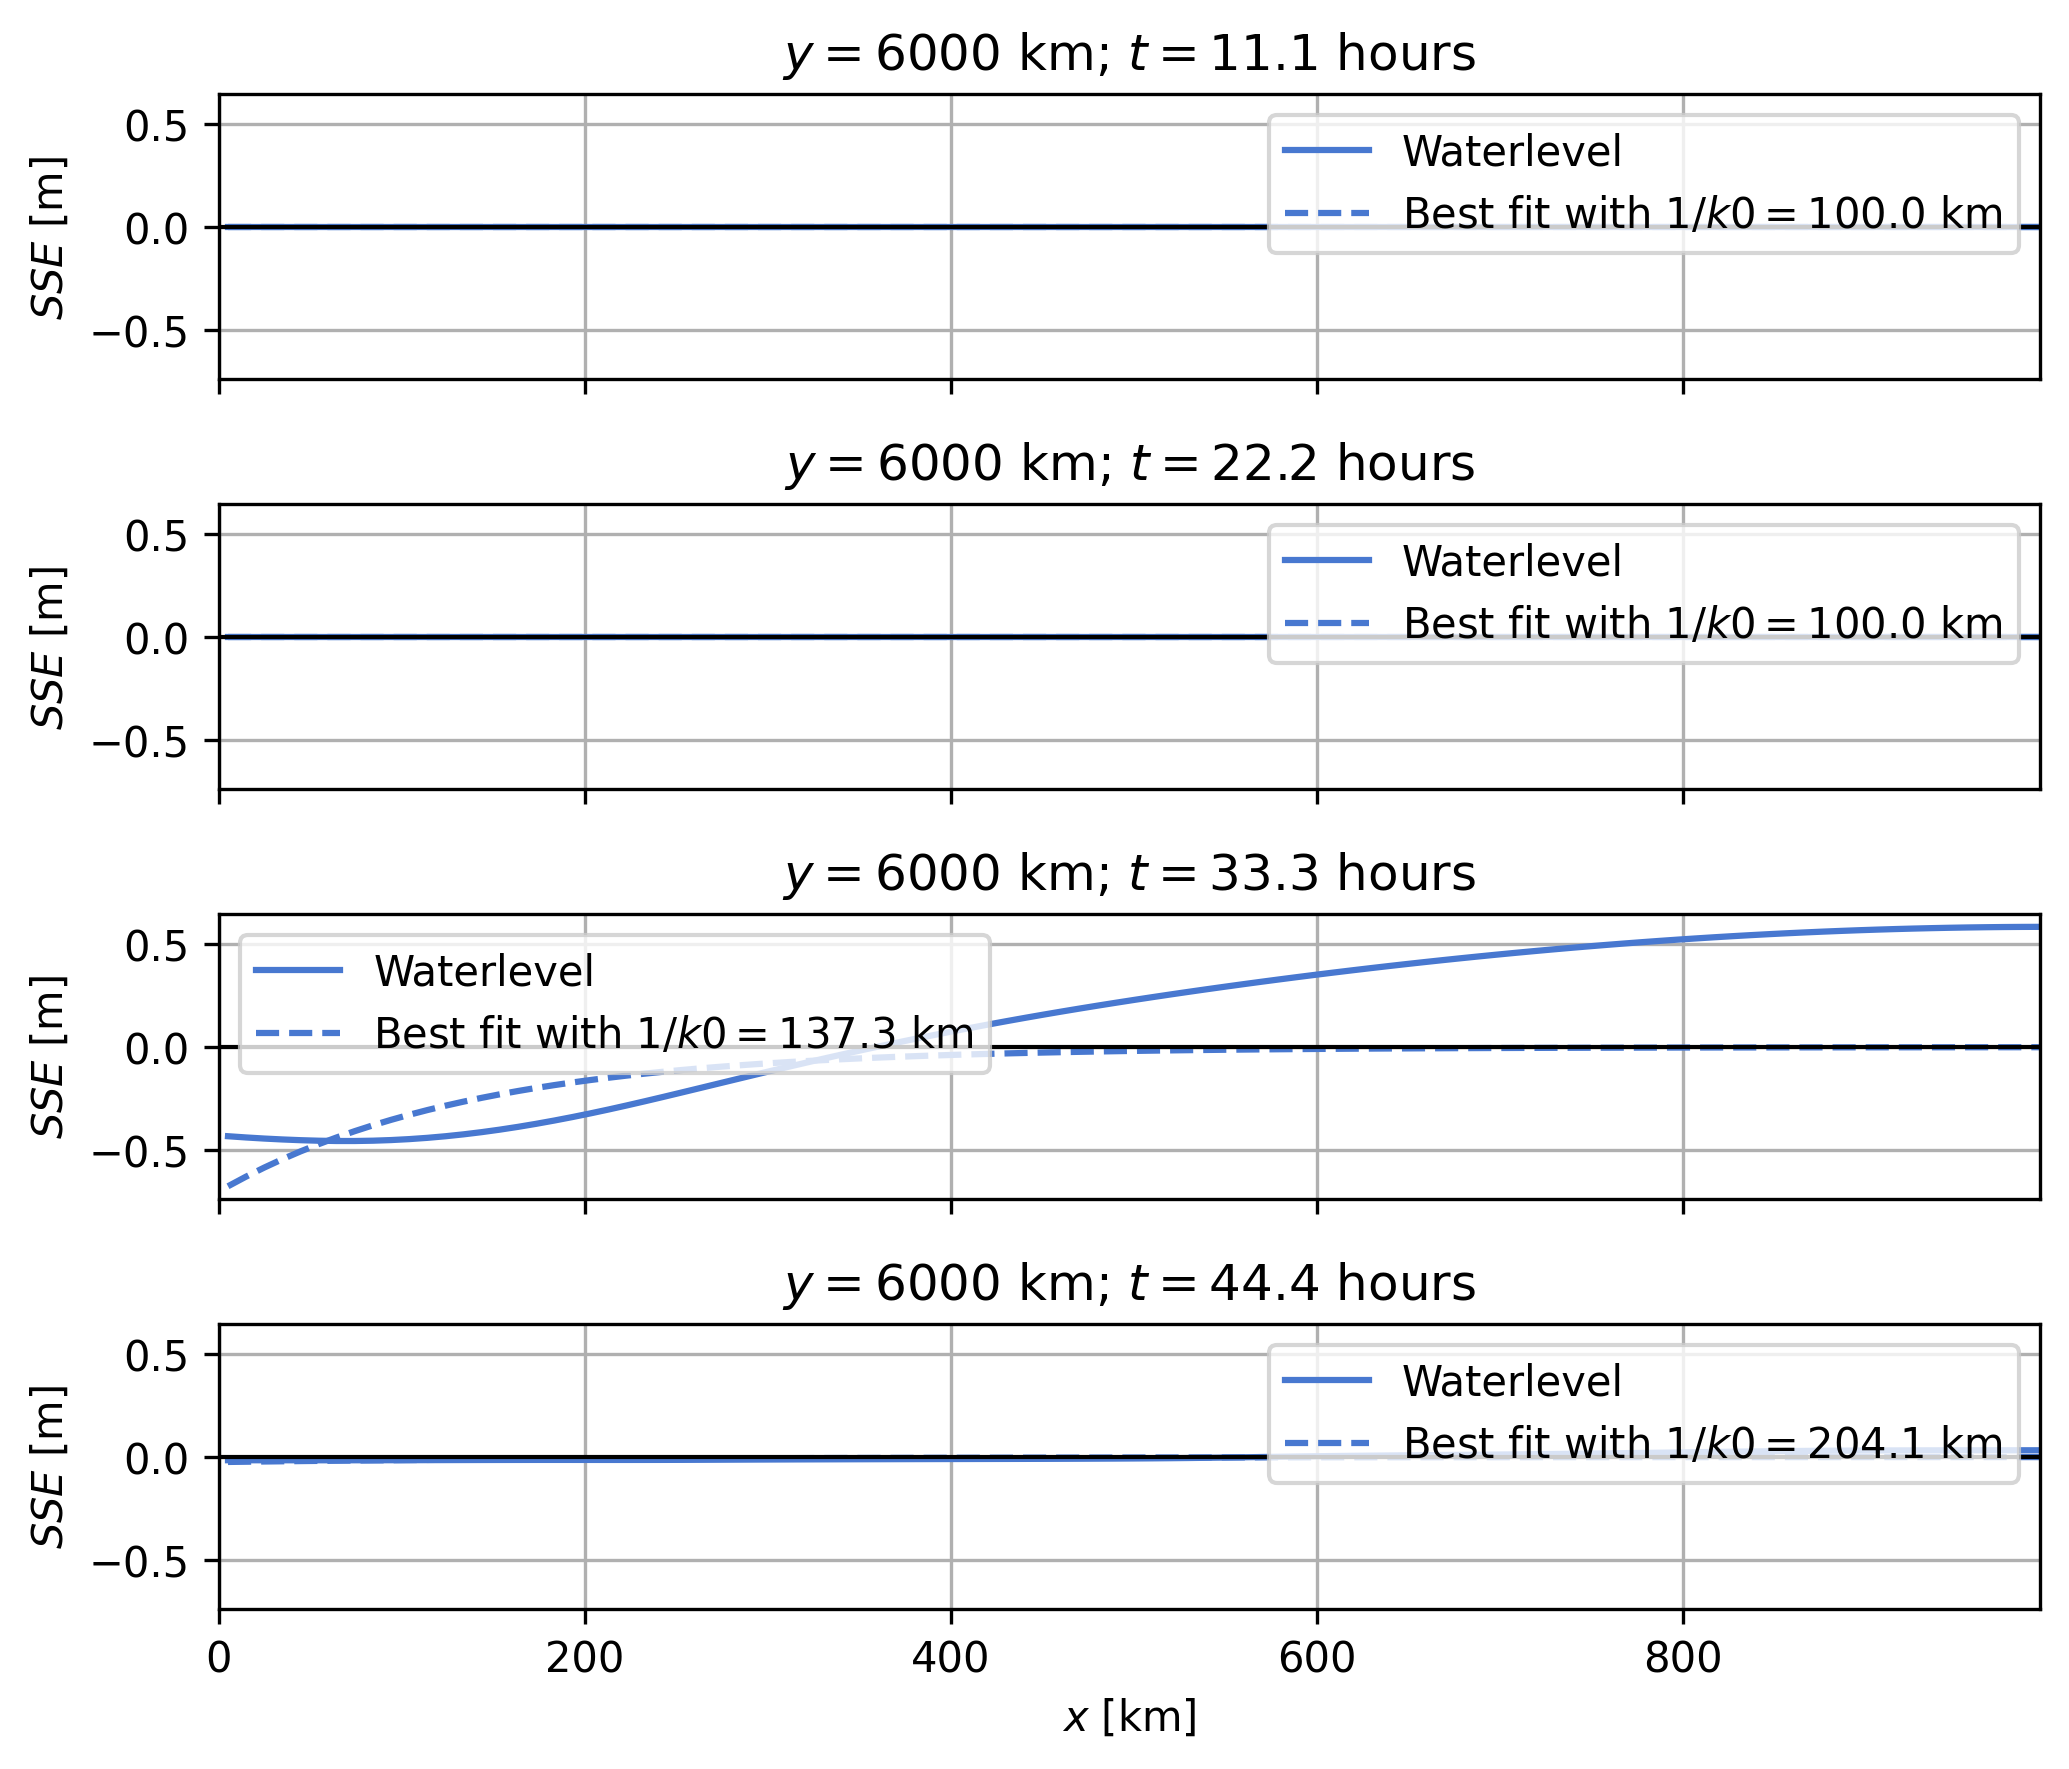 y = 6000 km; t = 11.1 hours
0.5
0.0
−0.5
SSE [m]
Waterlevel
Best fit with 1/k0 = 100.0 km
y = 6000 km; t = 22.2 hours
0.5
0.0
−0.5
SSE [m]
Waterlevel
Best fit with 1/k0 = 100.0 km
y = 6000 km; t = 33.3 hours
0.5
0.0
−0.5
SSE [m]
Waterlevel
Best fit with 1/k0 = 137.3 km
y = 6000 km; t = 44.4 hours
0.5
0.0
−0.5
SSE [m]
Waterlevel
Best fit with 1/k0 = 204.1 km
0 200 400 600 800
x [km]